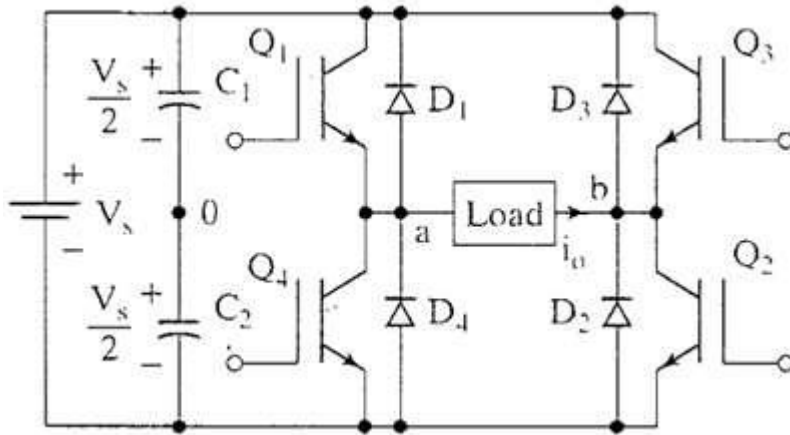 Q₁
Q₃
+
Vₛ/2
−
C₁
D₁
D₃
+
Vₛ
−
0
a
Load
b
iₒ
Q₄
Q₂
+
Vₛ/2
−
C₂
D₄
D₂